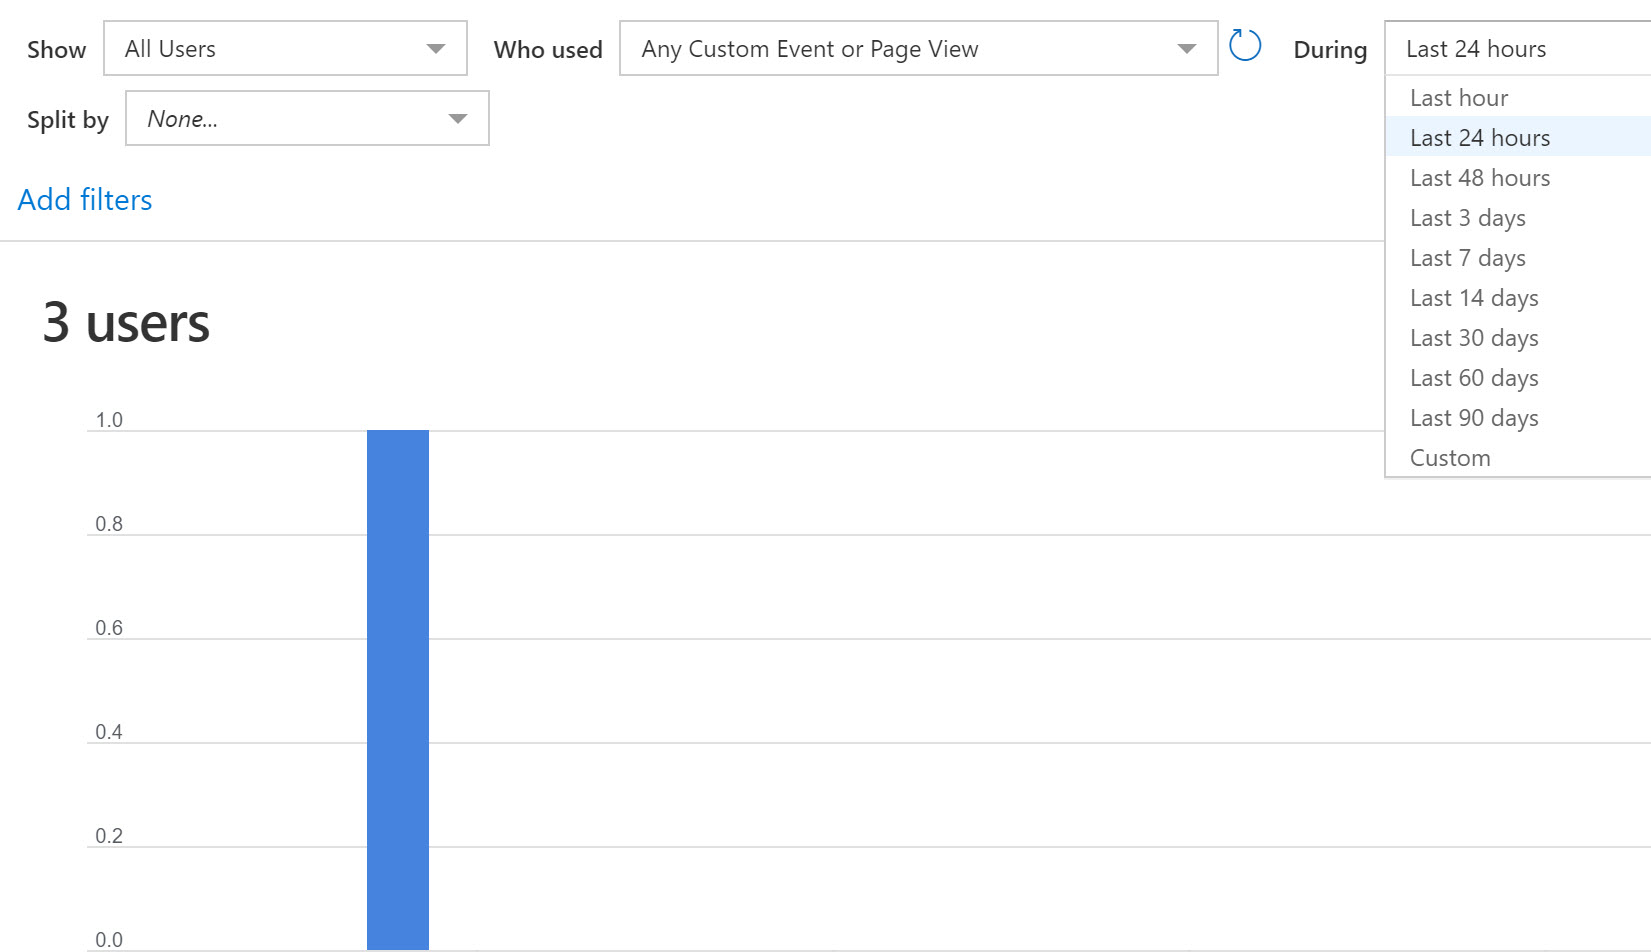 Show All Users Who used Any Custom Event or Page View During Last 24 hours
Split by None...
Add filters
Last hour
Last 24 hours
Last 48 hours
Last 3 days
Last 7 days
Last 14 days
Last 30 days
Last 60 days
Last 90 days
Custom
3 users
1.0
0.8
0.6
0.4
0.2
0.0